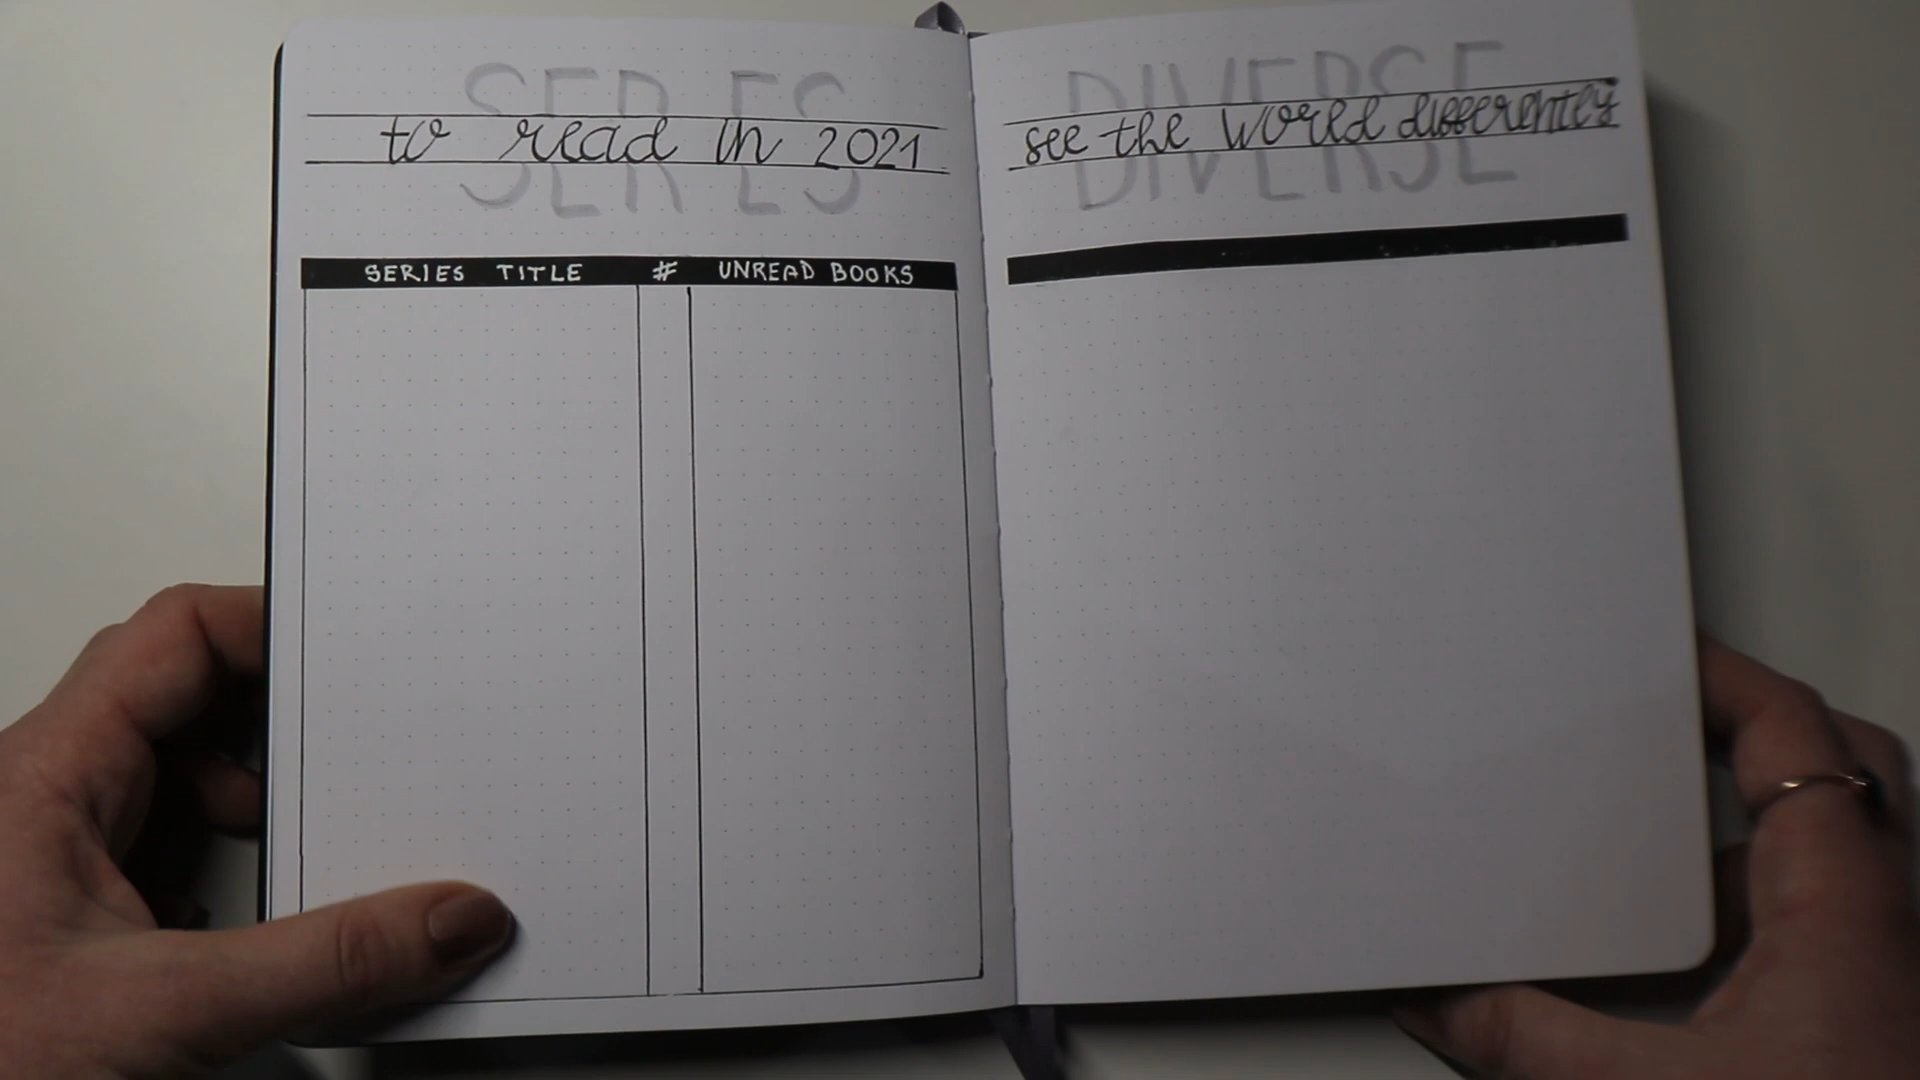 SERIES
to read in 2021
SERIES TITLE # UNREAD BOOKS
DIVERSE
see the world differently